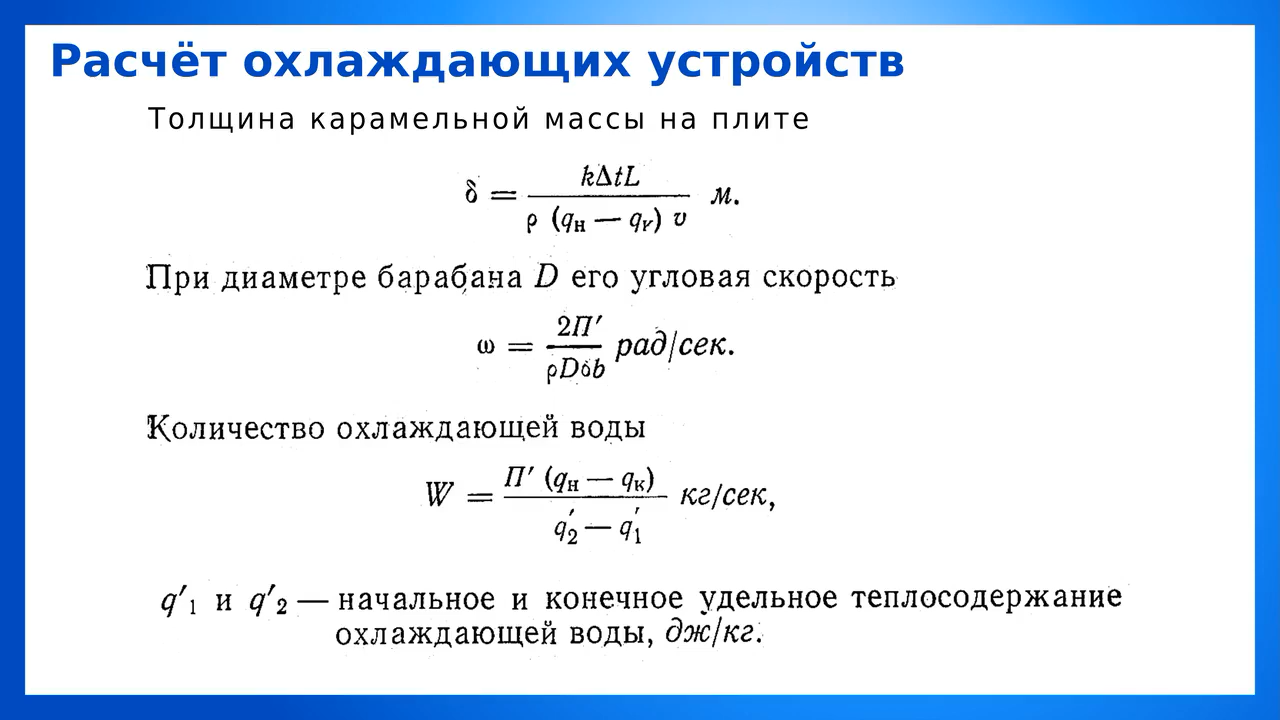 Расчёт охлаждающих устройств
Толщина карамельной массы на плите
δ = kΔtL / ρ (qн — qк) v м.
При диаметре барабана D его угловая скорость
ω = 2П′ / ρDδb рад/сек.
Количество охлаждающей воды
W = П′ (qн — qк) / q′2 — q′1 кг/сек,
q′1 и q′2 — начальное и конечное удельное теплосодержание
охлаждающей воды, дж/кг.